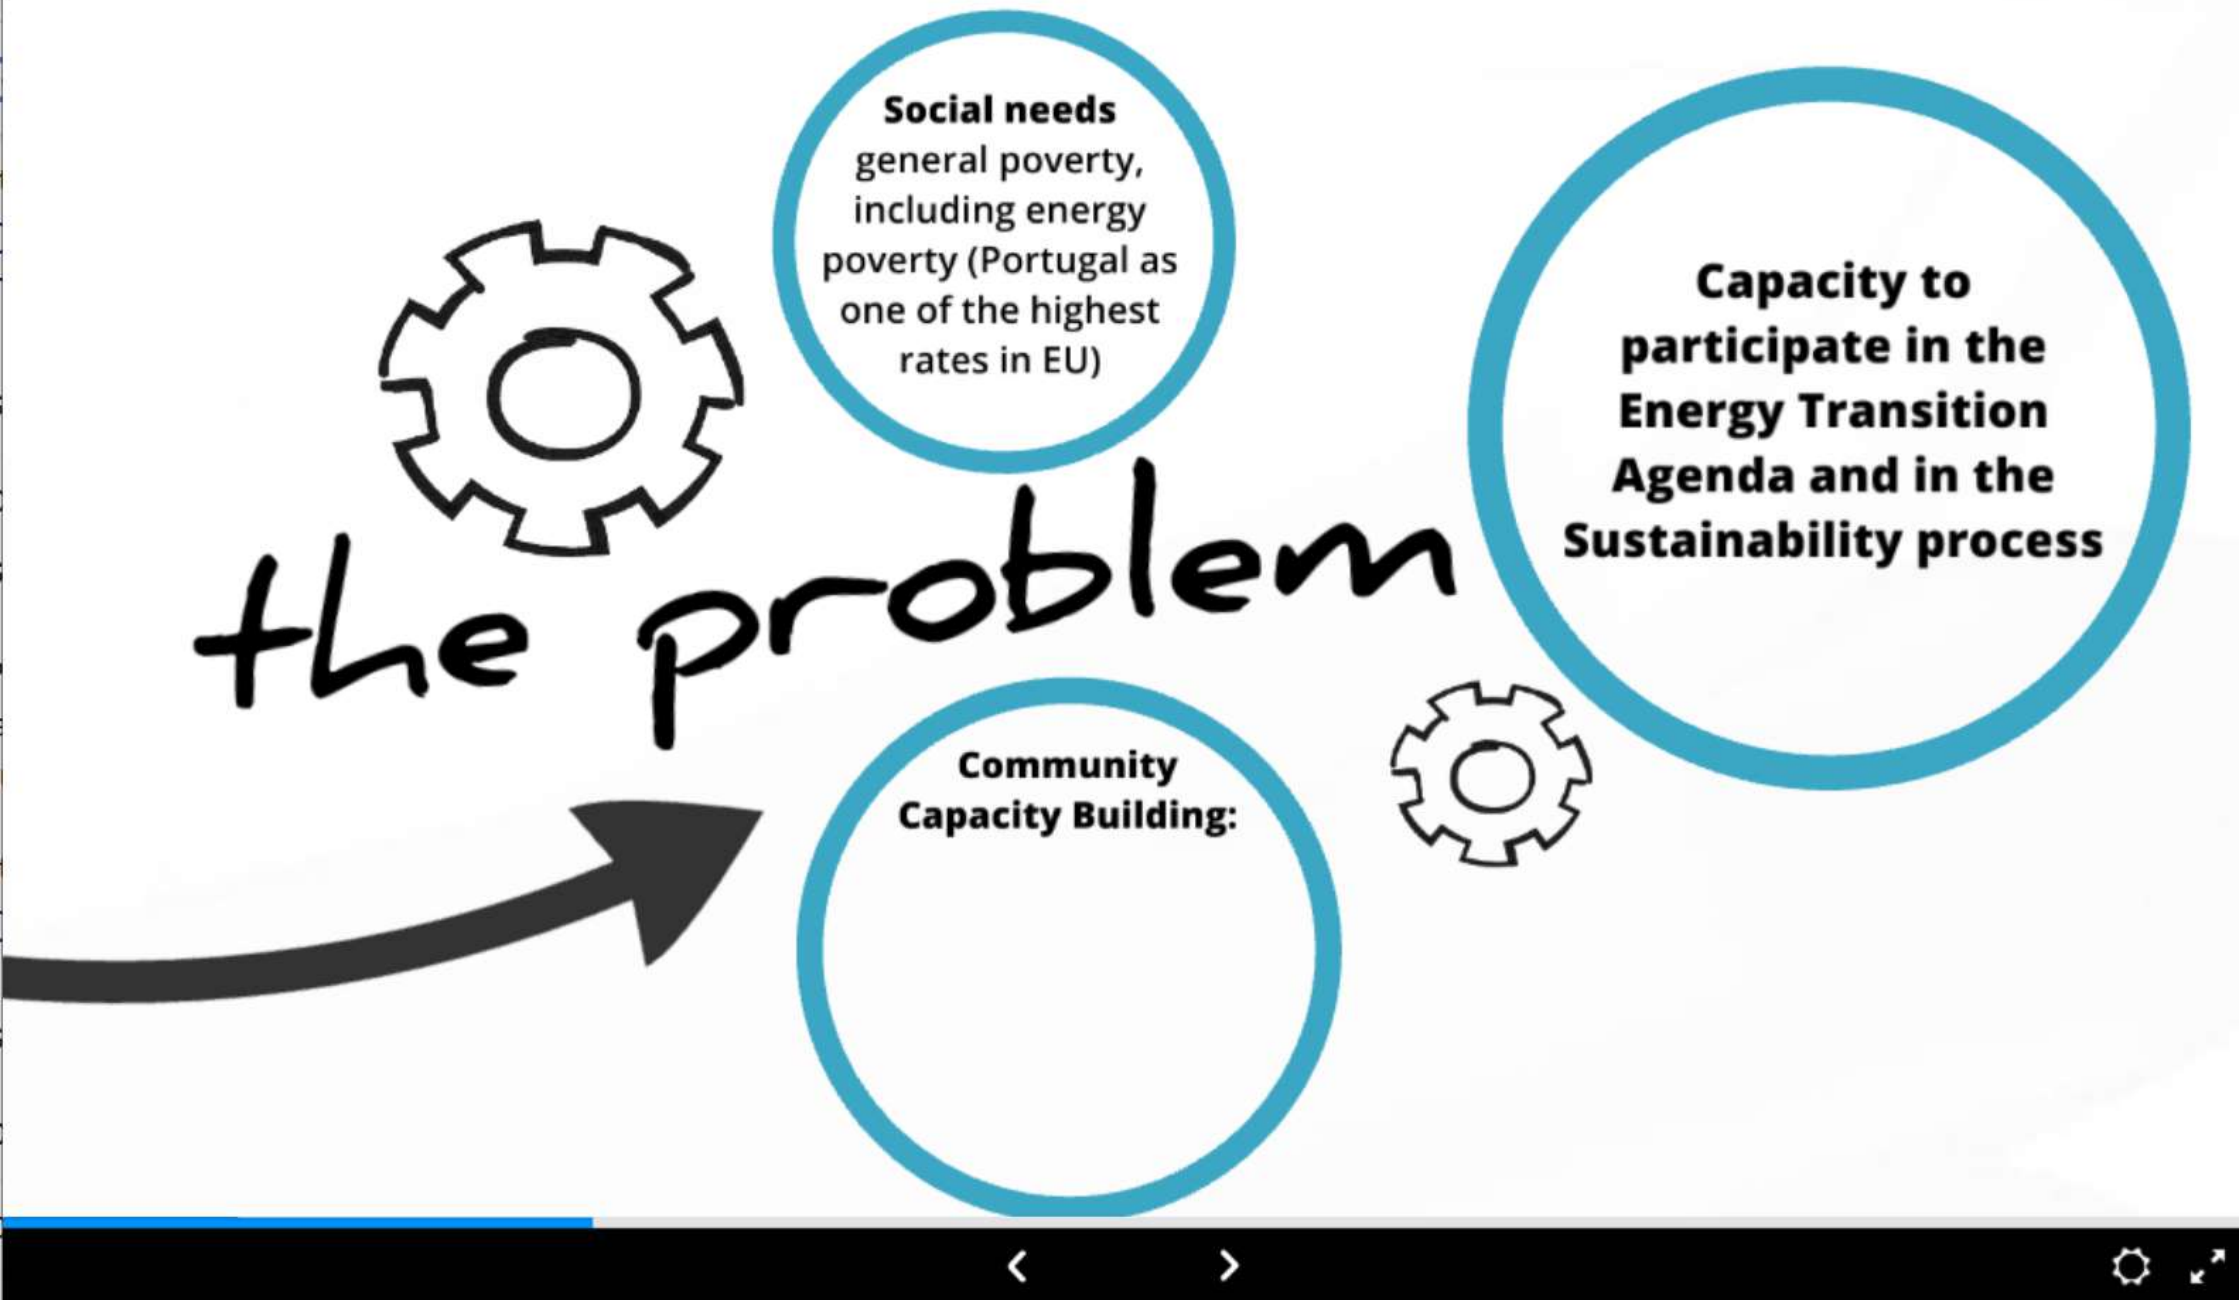 Social needs
general poverty,
including energy
poverty (Portugal as
one of the highest
rates in EU)
Capacity to
participate in the
Energy Transition
Agenda and in the
Sustainability process
the problem
Community
Capacity Building: